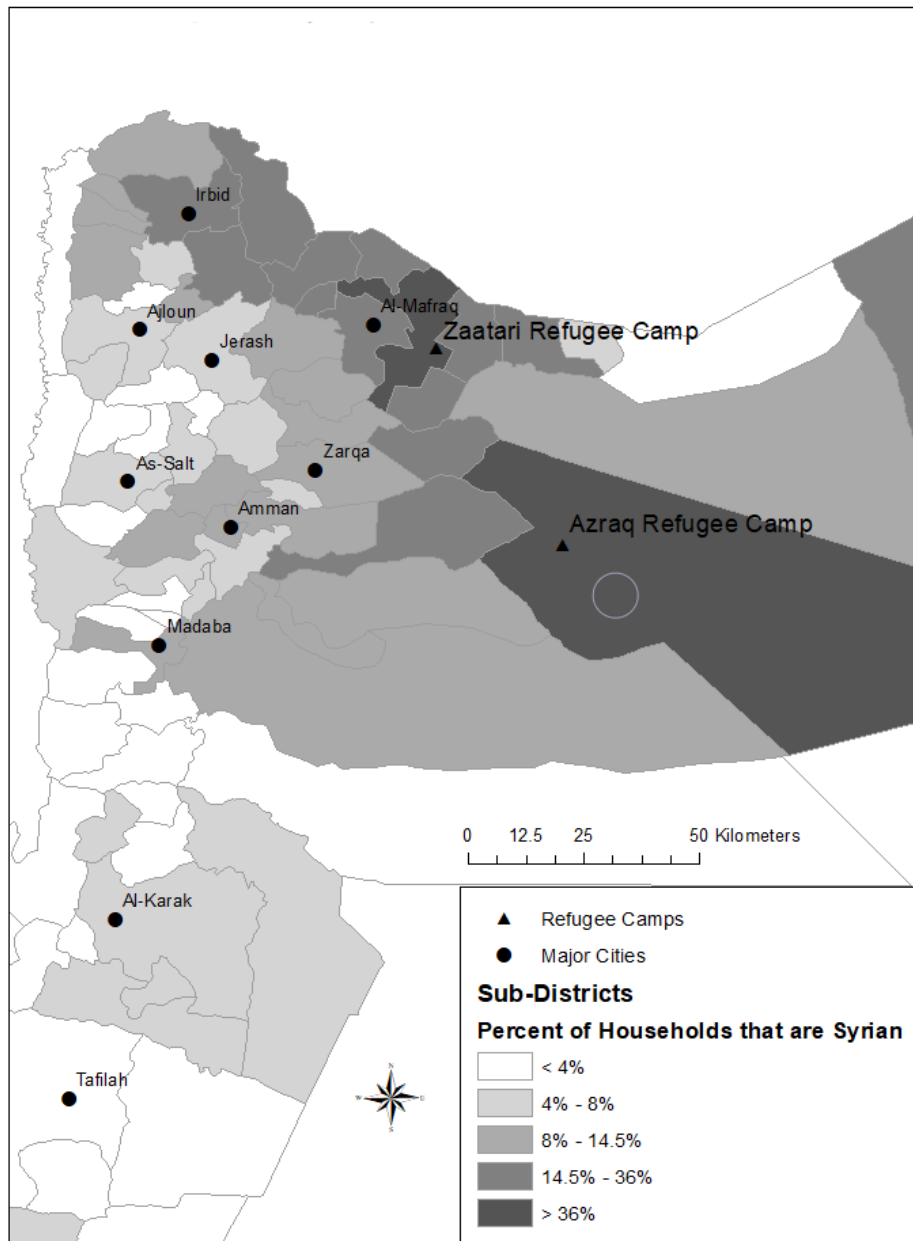 Irbid
Ajloun
Al-Mafraq
Jerash
Zaatari Refugee Camp
As-Salt
Zarqa
Amman
Azraq Refugee Camp
Madaba
0 12.5 25 50 Kilometers
Al-Karak
Tafilah
N
W
S
Refugee Camps
Major Cities
Sub-Districts
Percent of Households that are Syrian
< 4%
4% - 8%
8% - 14.5%
14.5% - 36%
> 36%